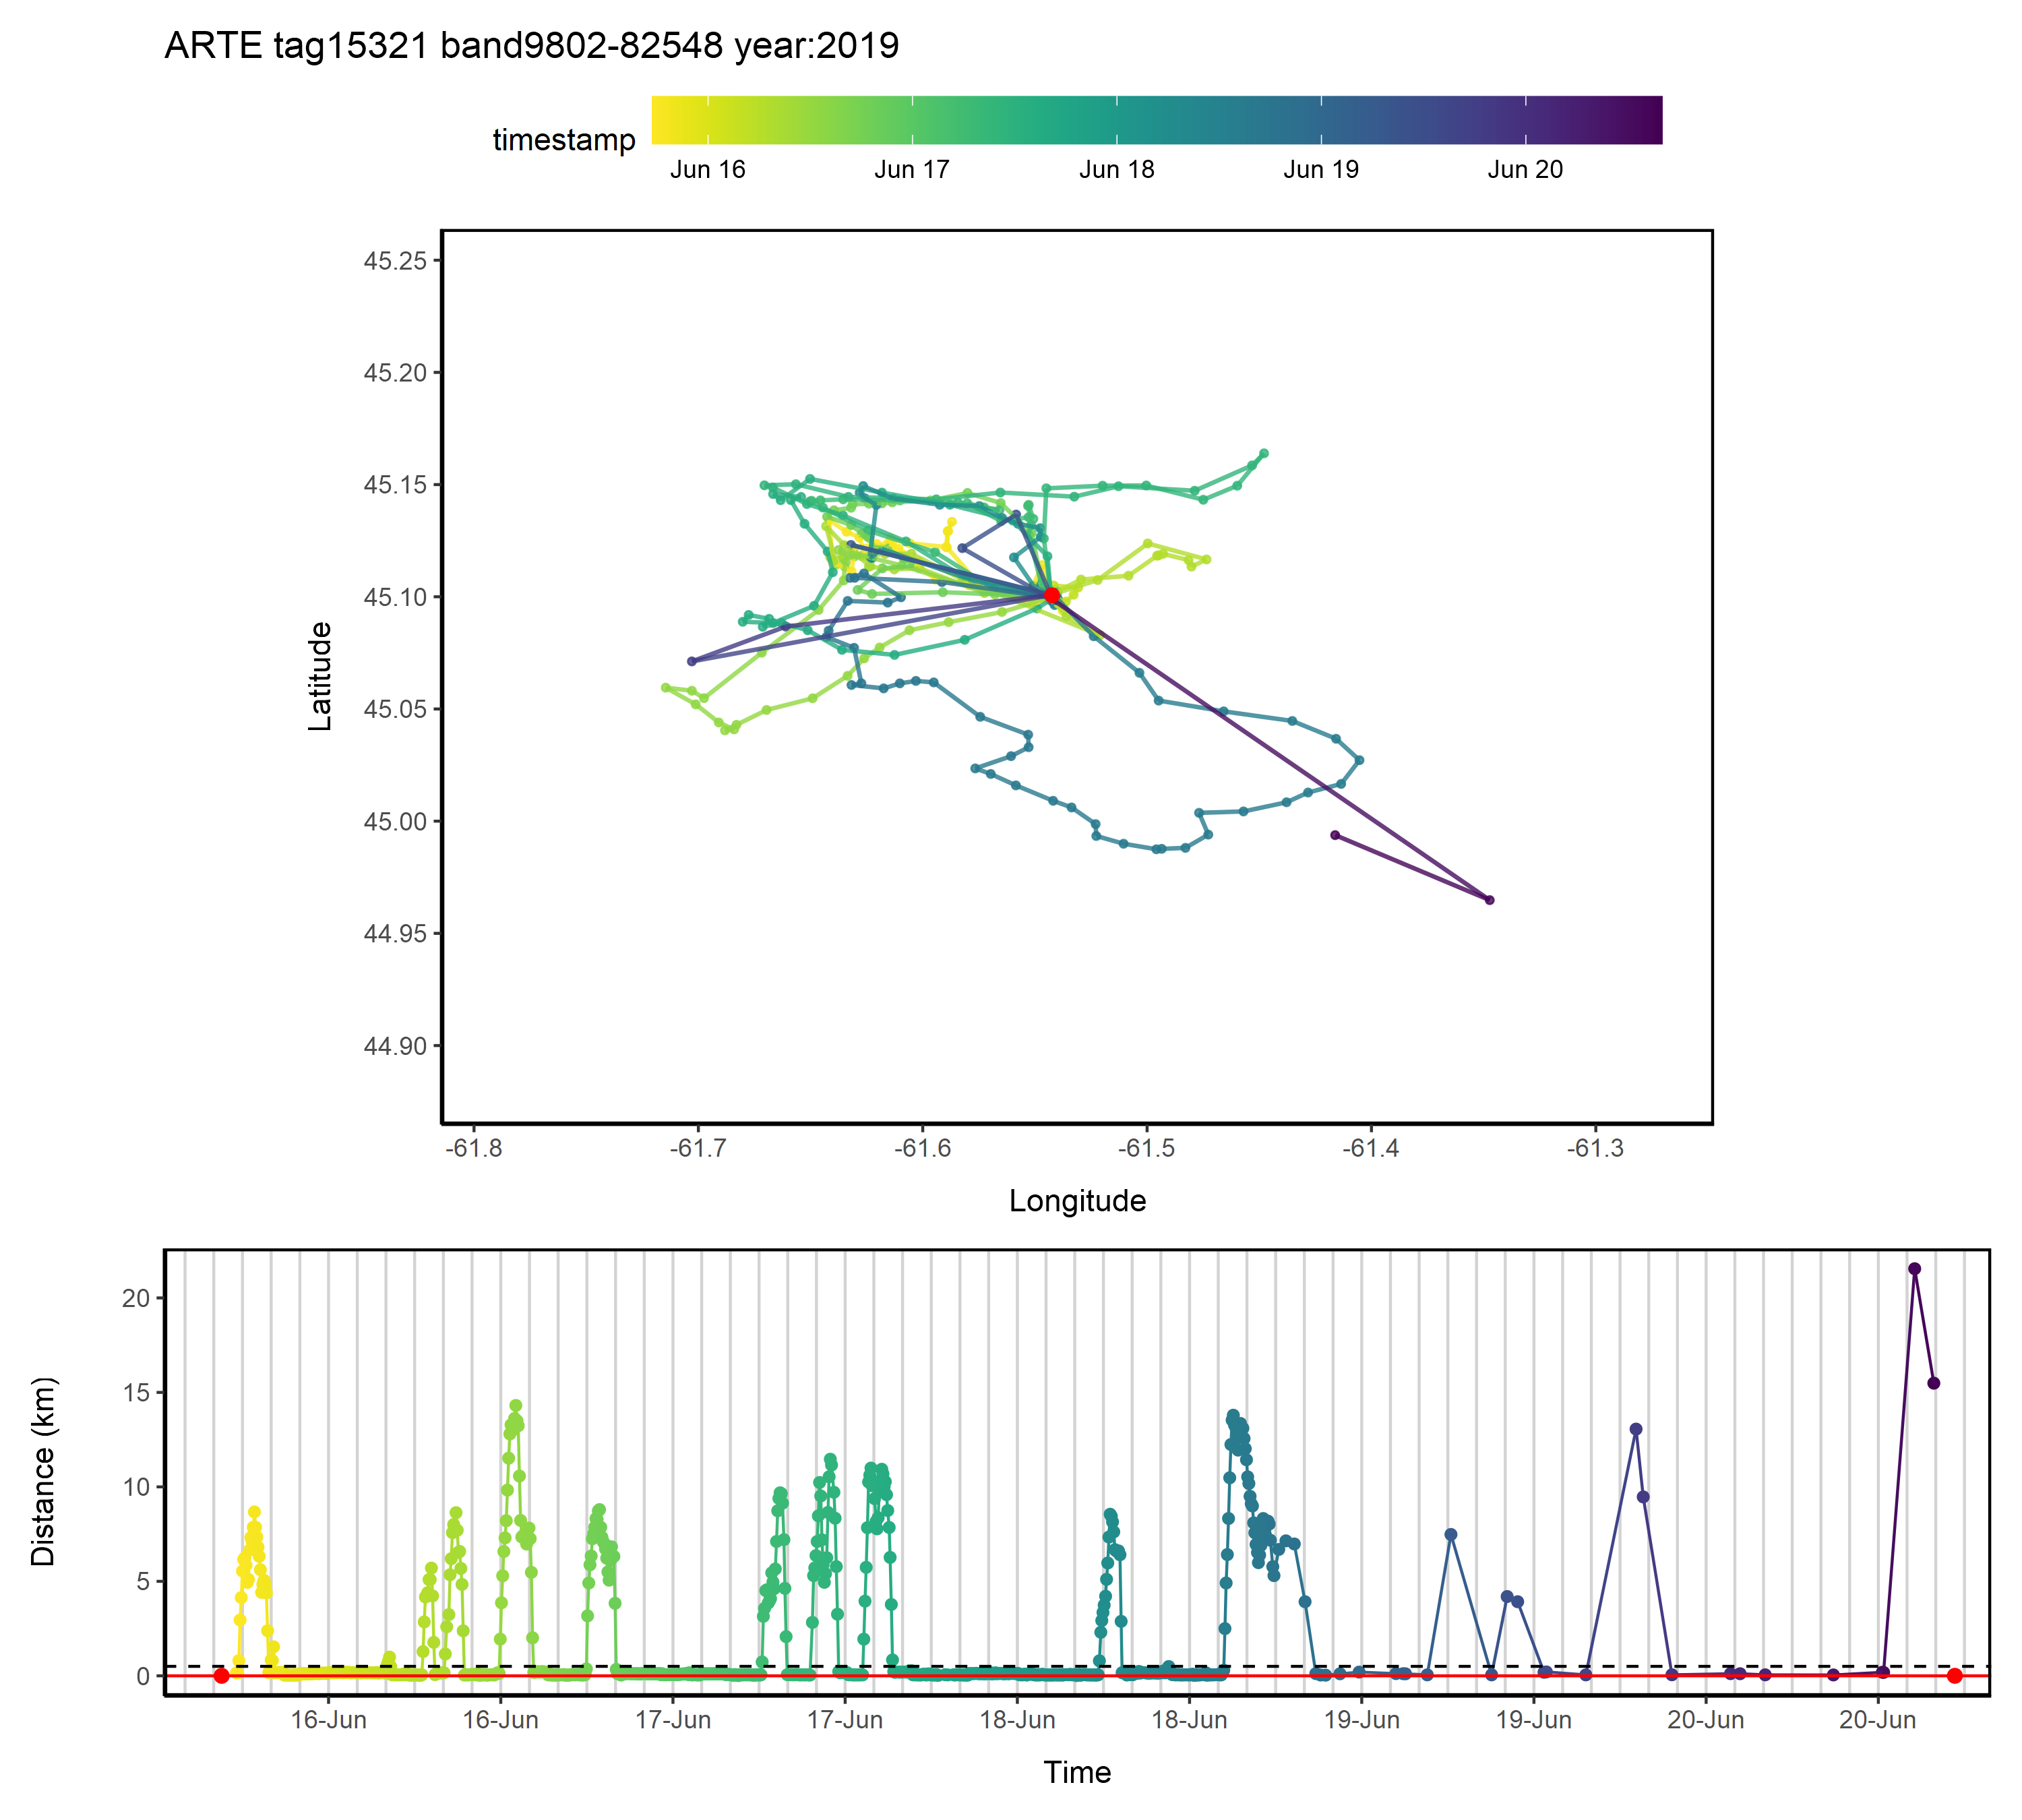 ARTE tag15321 band9802-82548 year:2019
timestamp
Jun 16 Jun 17 Jun 18 Jun 19 Jun 20
45.25
45.20
45.15
45.10
45.05
45.00
44.95
44.90
Latitude
-61.8 -61.7 -61.6 -61.5 -61.4 -61.3
Longitude
20
15
10
5
0
Distance (km)
16-Jun 16-Jun 17-Jun 17-Jun 18-Jun 18-Jun 19-Jun 19-Jun 20-Jun 20-Jun
Time